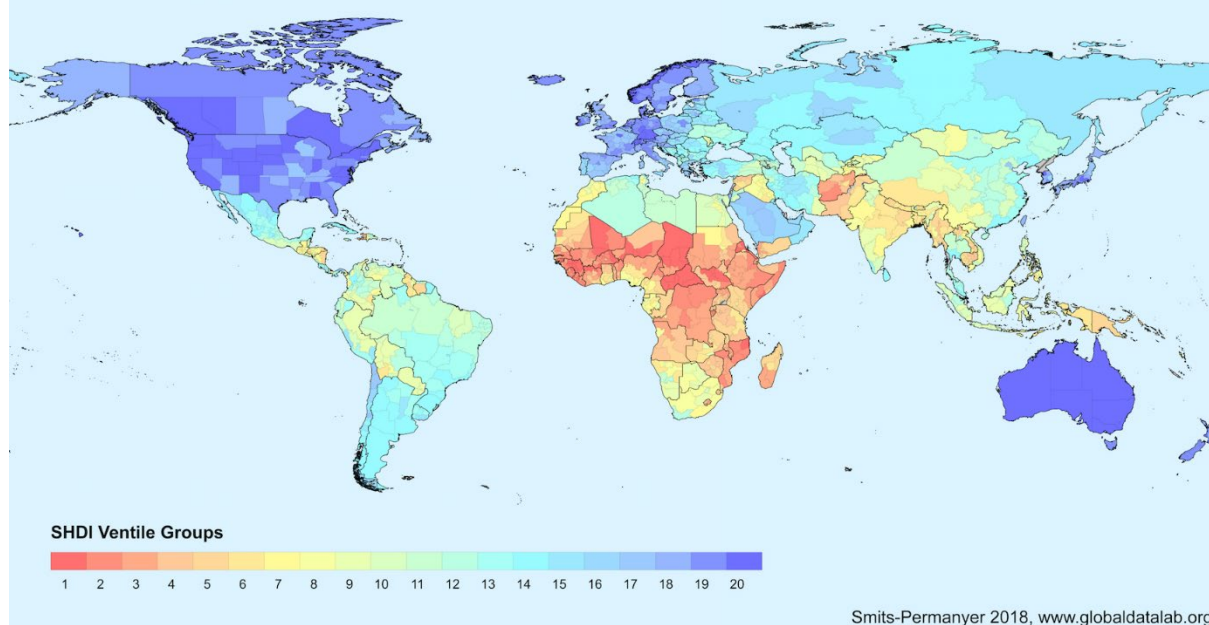 SHDI Ventile Groups
1 2 3 4 5 6 7 8 9 10 11 12 13 14 15 16 17 18 19 20
Smits-Permanyer 2018, www.globaldatalab.org